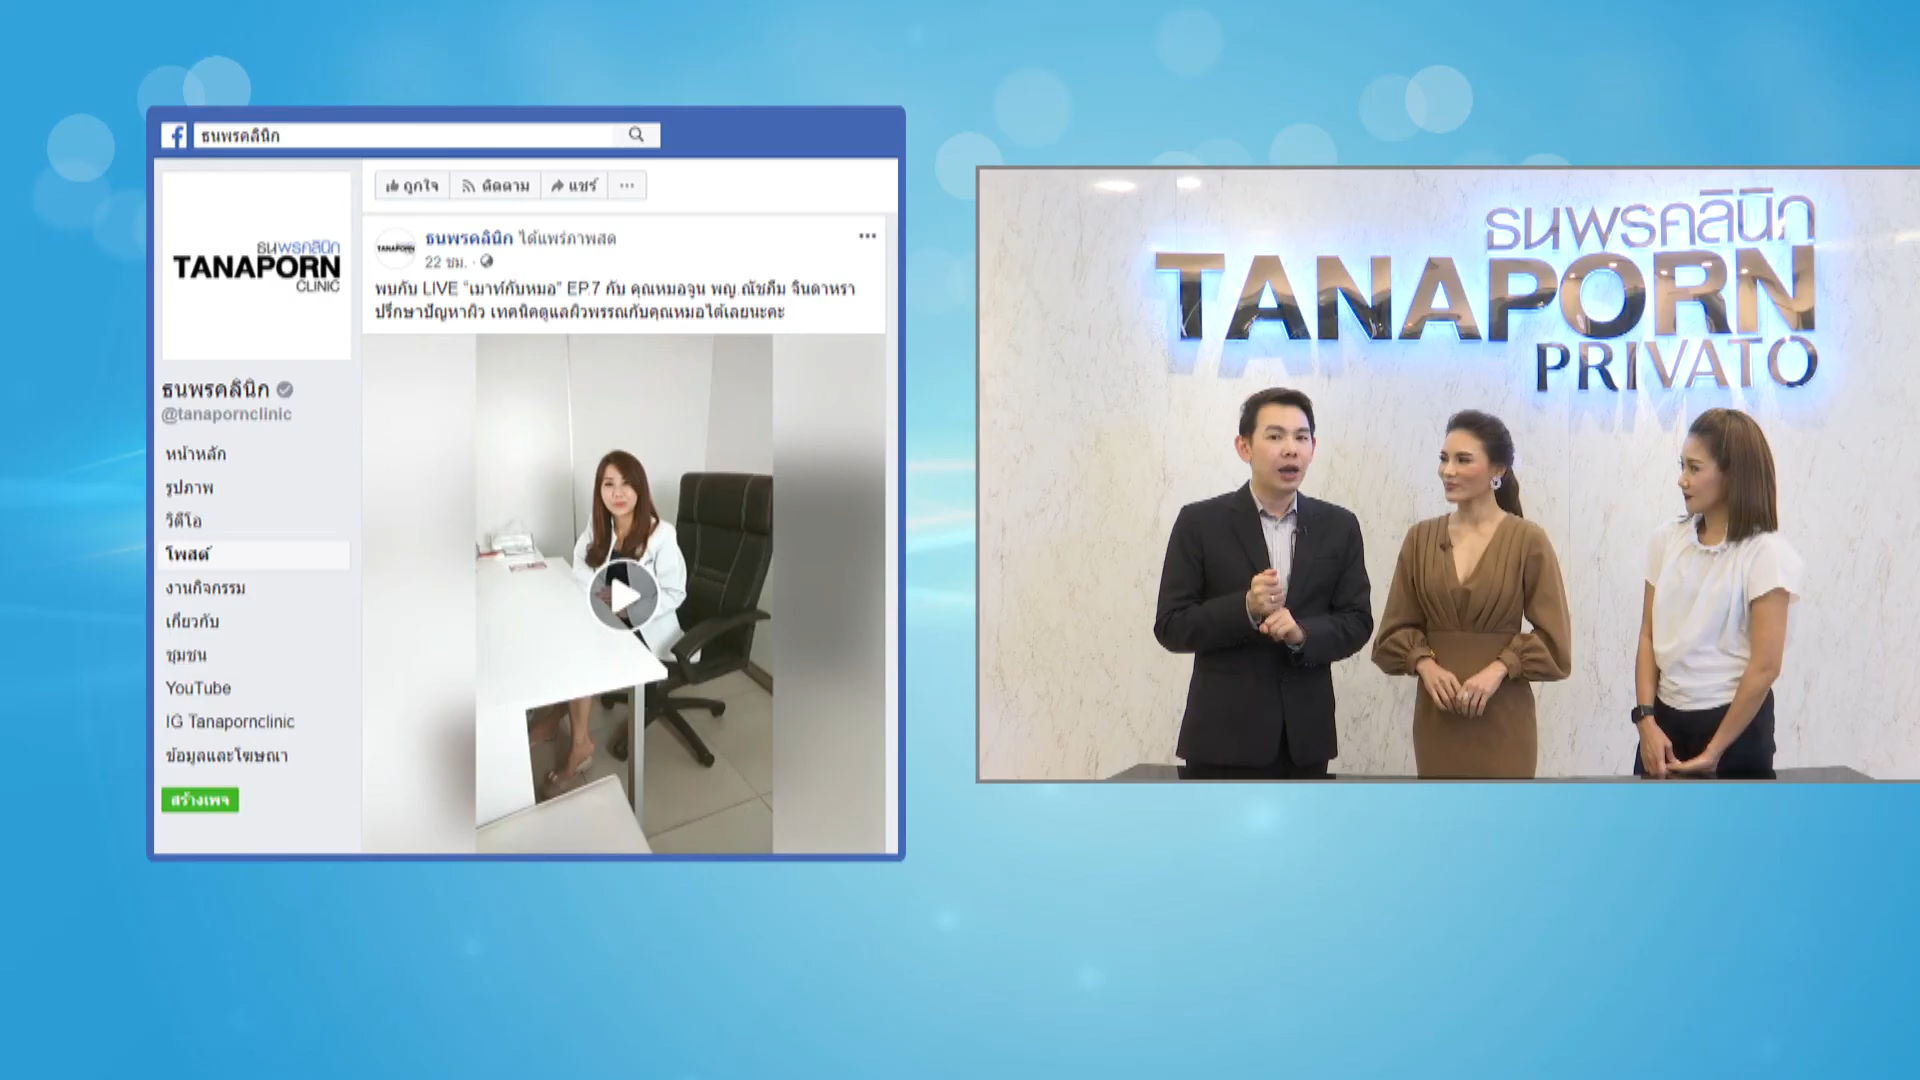 ธนพรคลินิก
ธนพรคลินิก
TANAPORN
CLINIC
ธนพรคลินิก
@tanapornclinic
หน้าหลัก
รูปภาพ
วิดีโอ
โพสต์
งานกิจกรรม
เกี่ยวกับ
ชุมชน
YouTube
IG Tanapornclinic
ข้อมูลและโฆษณา
สร้างเพจ
ถูกใจ ติดตาม แชร์ ...
TANAPORN
ธนพรคลินิก ได้แพร่ภาพสด
22 ชม. ·
พบกับ LIVE "เมาท์กับหมอ" EP.7 กับ คุณหมอจูน พญ.ณัชภีม จินดาหรา
ปรึกษาปัญหาผิว เทคนิคดูแลผิวพรรณกับคุณหมอได้เลยนะคะ
ธนพรคลินิก
TANAPORN
PRIVATO